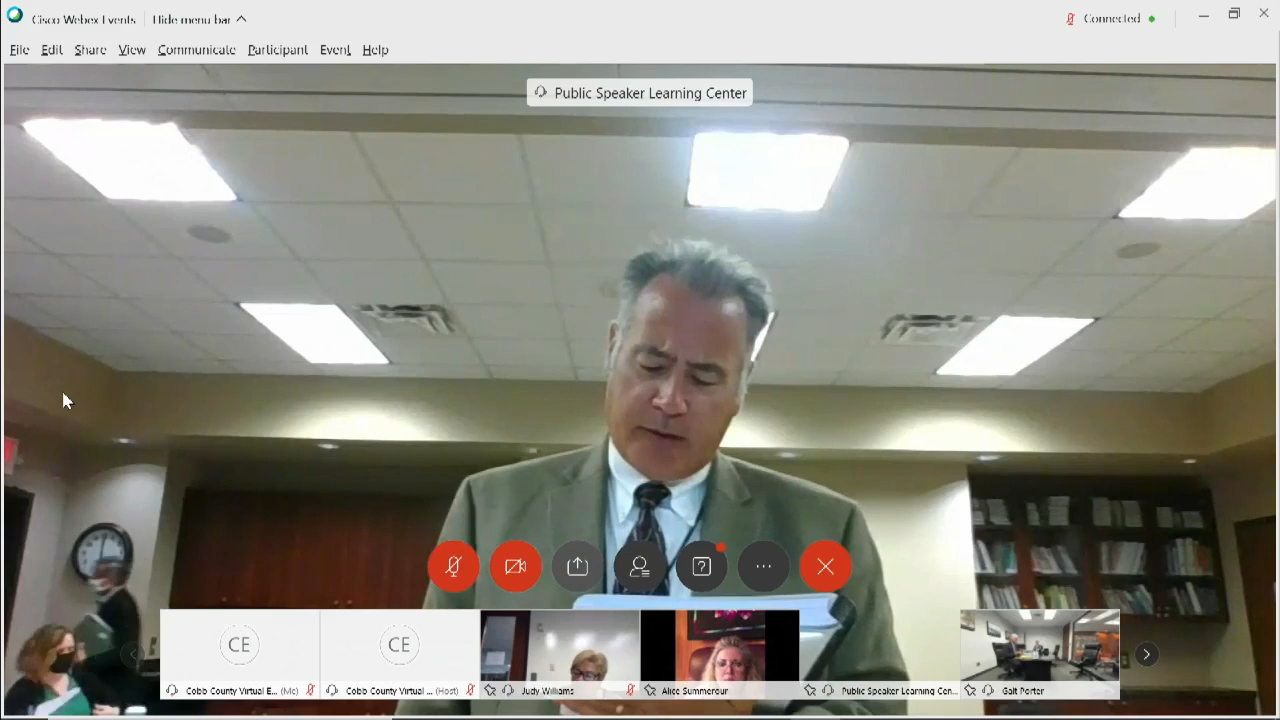 Cisco Webex Events
Hide menu bar
Connected
File Edit Share View Communicate Participant Event Help
Public Speaker Learning Center
CE
CE
Cobb County Virtual E... (Me)
Cobb County Virtual ... (Host)
Judy Williams
Alice Summerour
Public Speaker Learning Cen...
Gait Porter